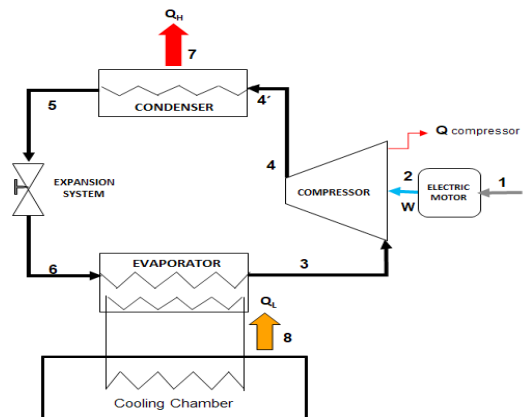 QH
7
5
CONDENSER
4´
4
Q compressor
EXPANSION
SYSTEM
COMPRESSOR
2
W
ELECTRIC
MOTOR
1
6
EVAPORATOR
3
QL
8
Cooling Chamber